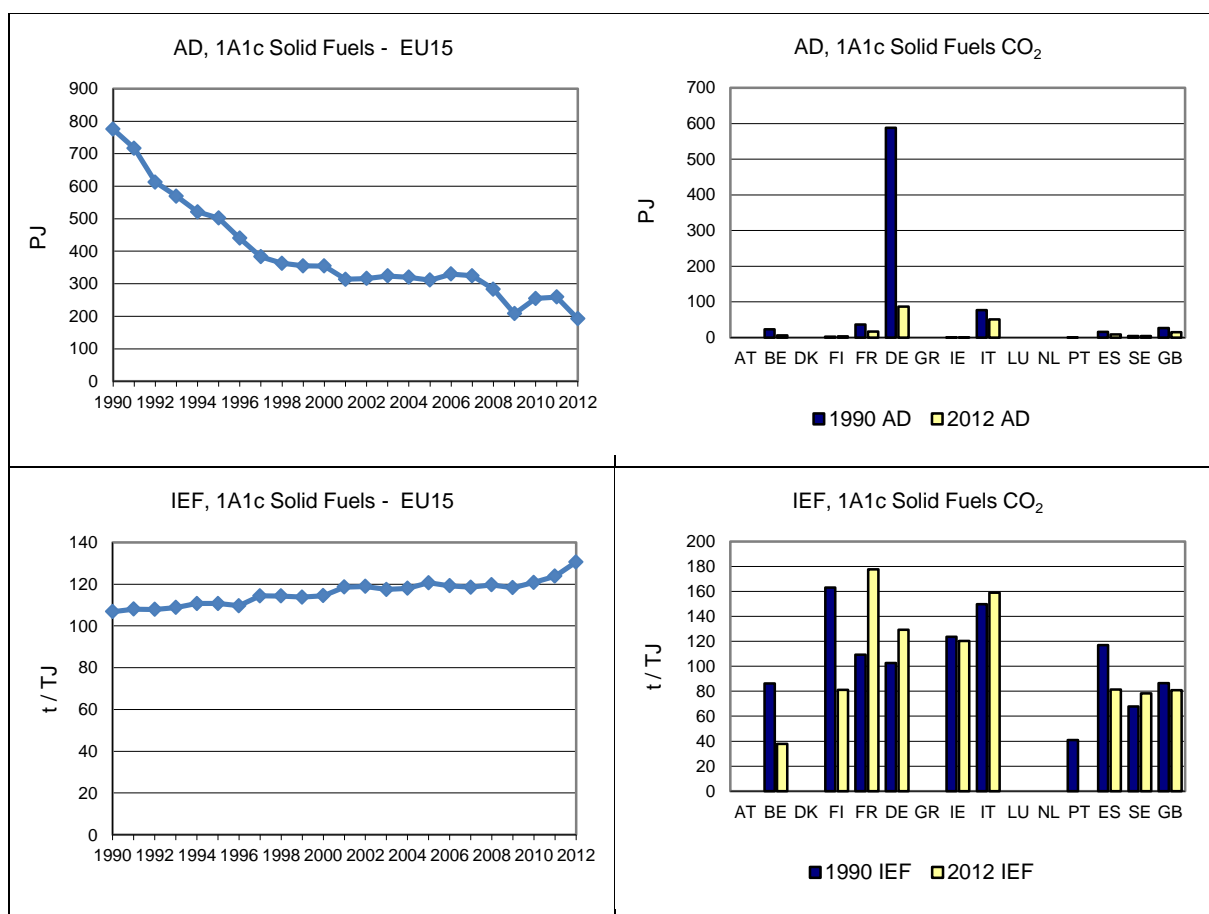 AD, 1A1c Solid Fuels - EU15
900
800
700
600
500
400
300
200
100
0
PJ
1990 1992 1994 1996 1998 2000 2002 2004 2006 2008 2010 2012
AD, 1A1c Solid Fuels CO₂
700
600
500
400
300
200
100
0
PJ
AT BE DK FI FR DE GR IE IT LU NL PT ES SE GB
1990 AD 2012 AD
IEF, 1A1c Solid Fuels - EU15
140
120
100
80
60
40
20
0
t / TJ
1990 1992 1994 1996 1998 2000 2002 2004 2006 2008 2010 2012
IEF, 1A1c Solid Fuels CO₂
200
180
160
140
120
100
80
60
40
20
0
t / TJ
AT BE DK FI FR DE GR IE IT LU NL PT ES SE GB
1990 IEF 2012 IEF